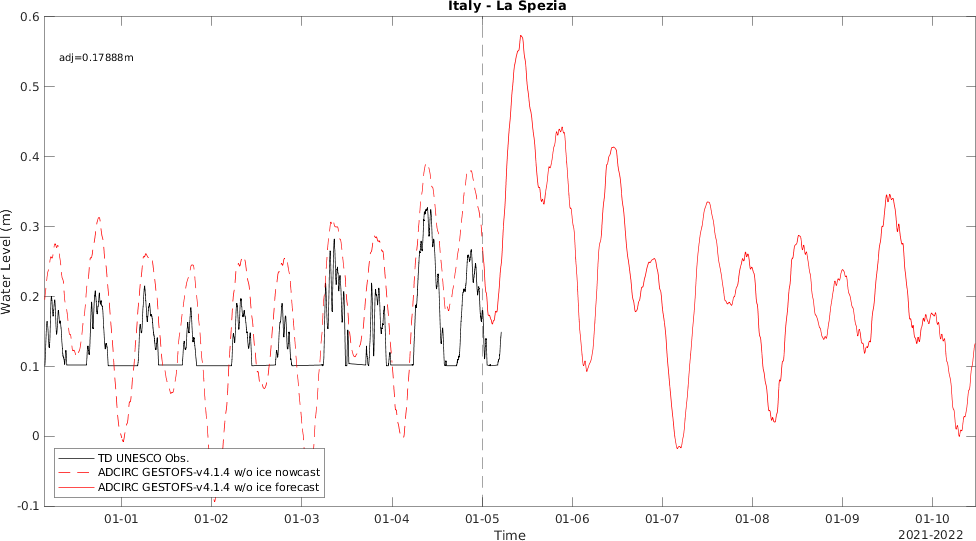 Italy - La Spezia
adj=0.17888m
Water Level (m)
0.6
0.5
0.4
0.3
0.2
0.1
0
-0.1
TD UNESCO Obs.
ADCIRC GESTOFS-v4.1.4 w/o ice nowcast
ADCIRC GESTOFS-v4.1.4 w/o ice forecast
01-01 01-02 01-03 01-04 01-05 01-06 01-07 01-08 01-09 01-10
Time
2021-2022